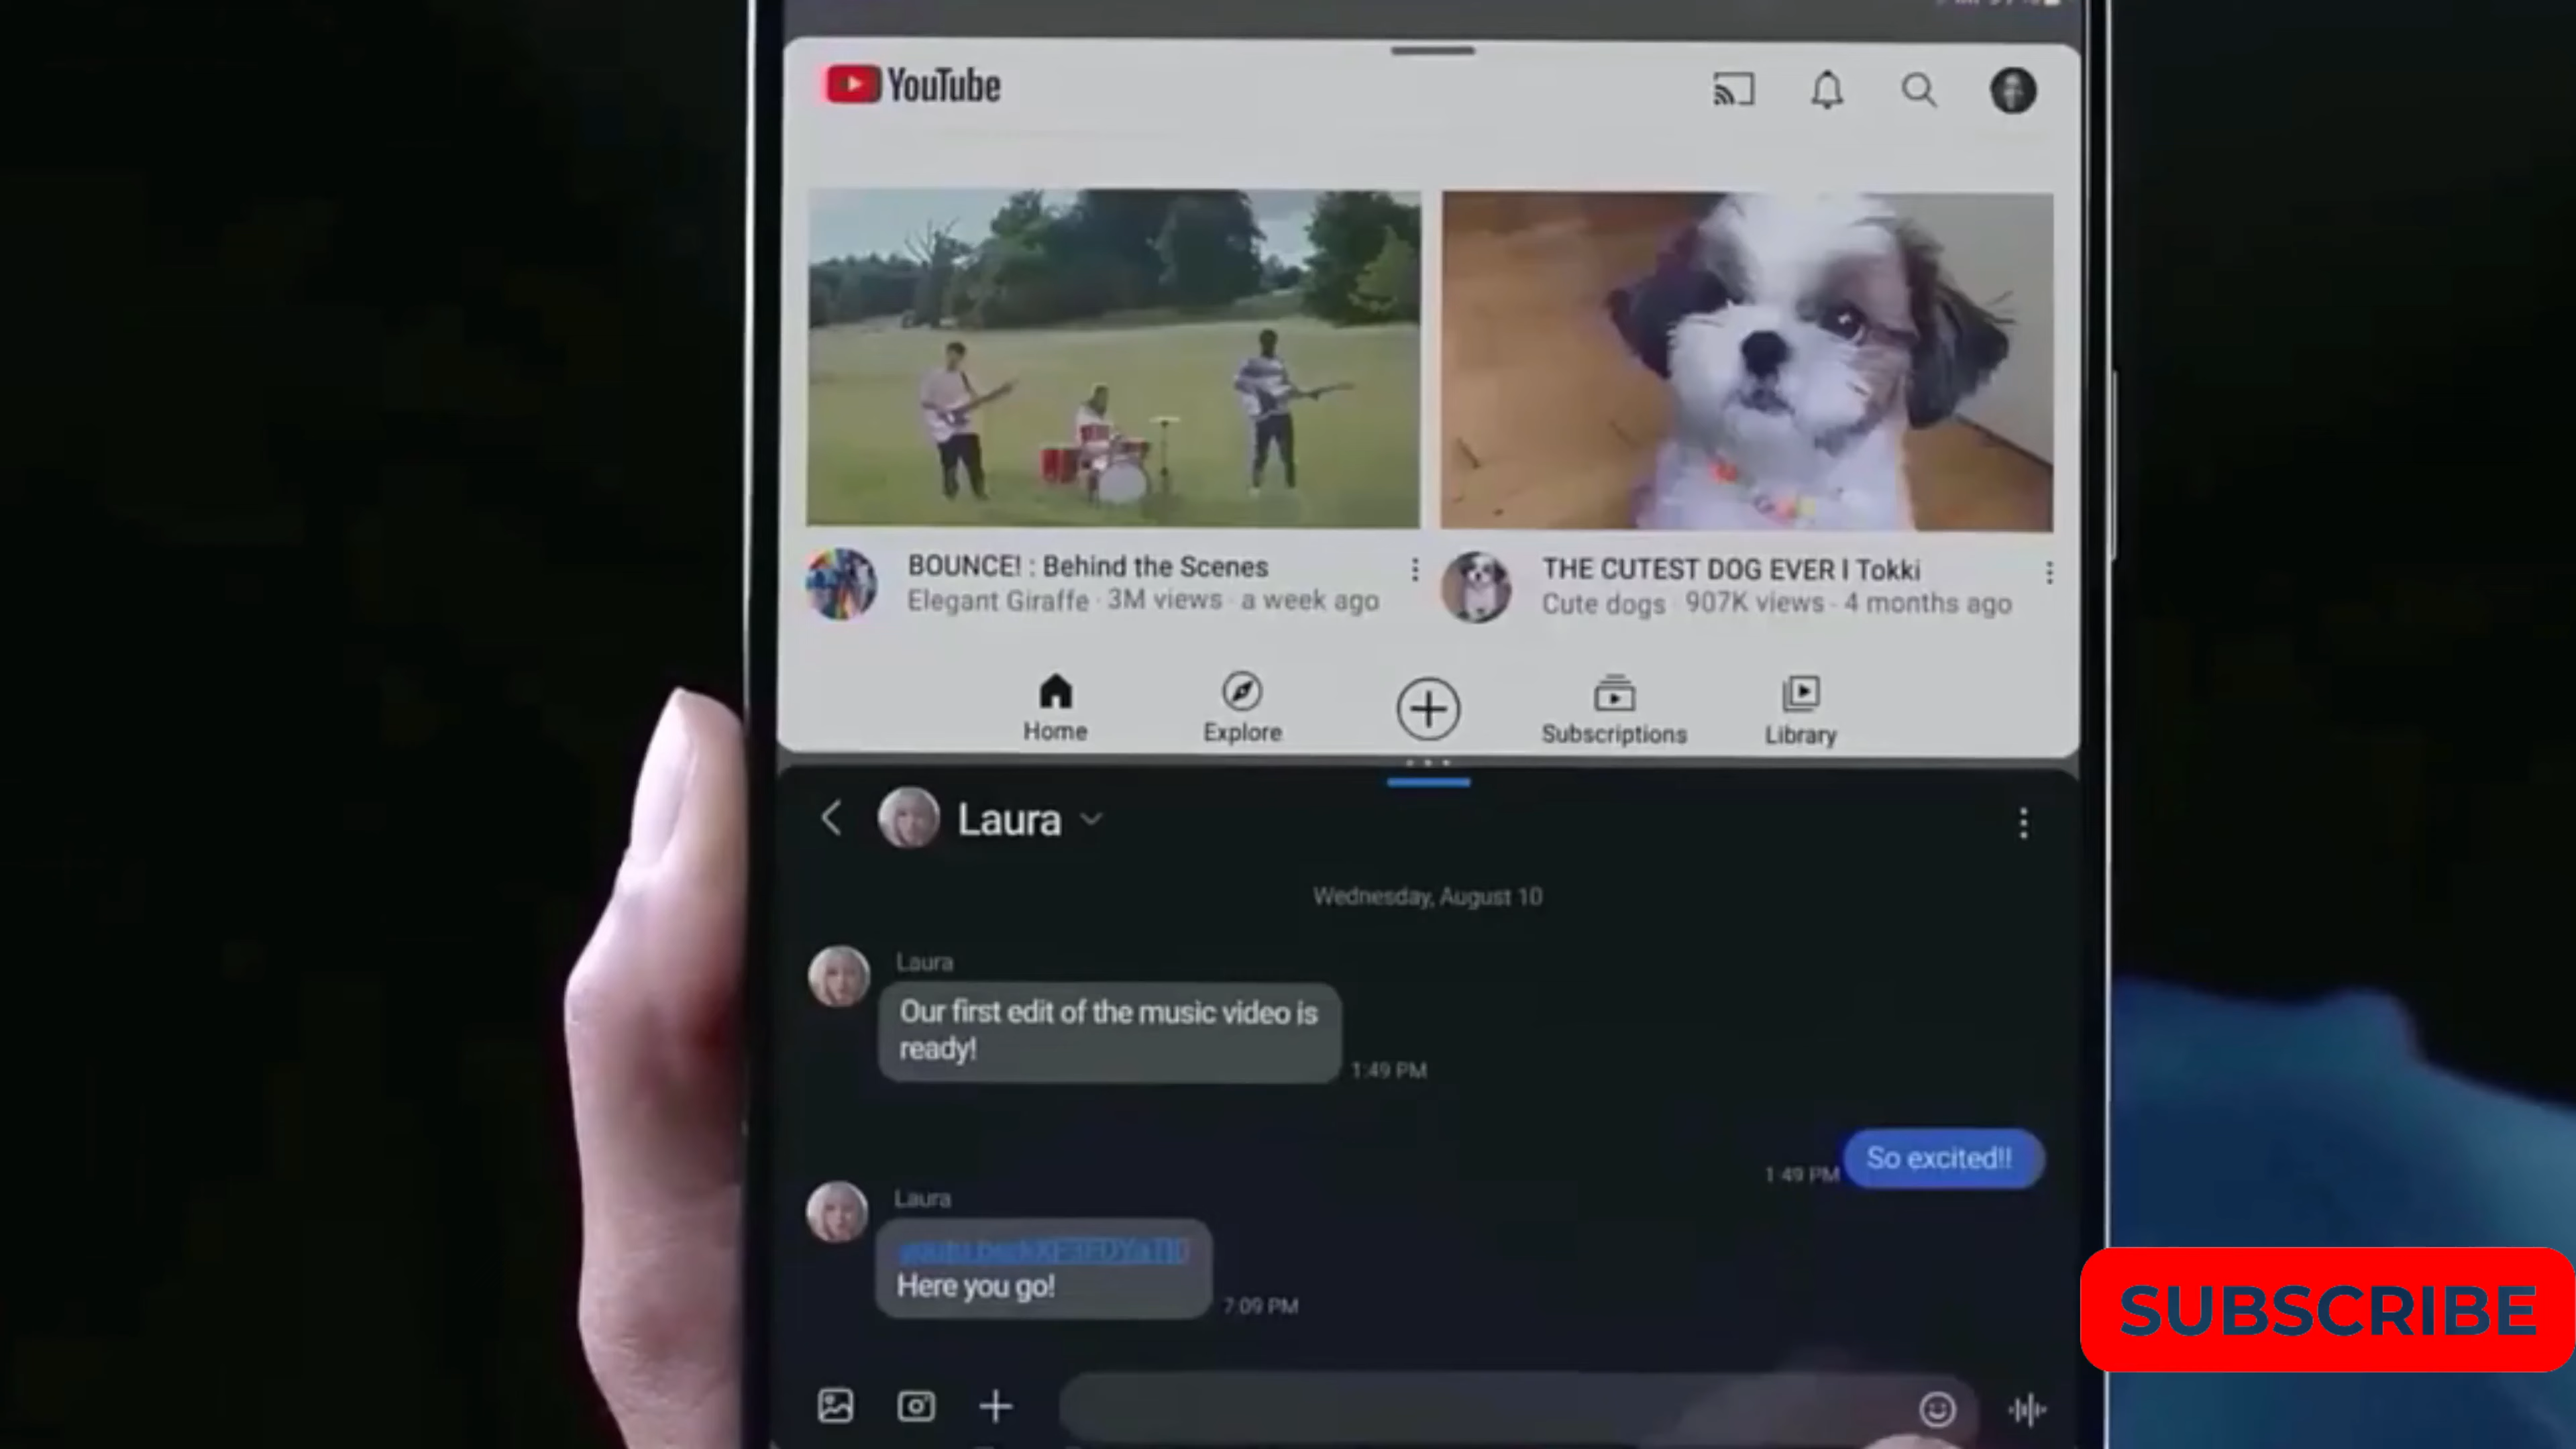 YouTube
BOUNCE! : Behind the Scenes
Elegant Giraffe · 3M views · a week ago
THE CUTEST DOG EVER l Tokki
Cute dogs · 907K views · 4 months ago
Home
Explore
Subscriptions
Library
Laura
Wednesday, August 10
Laura
Our first edit of the music video is
ready!
1:49 PM
So excited!!
1:49 PM
Laura
Here you go!
7:09 PM
SUBSCRIBE